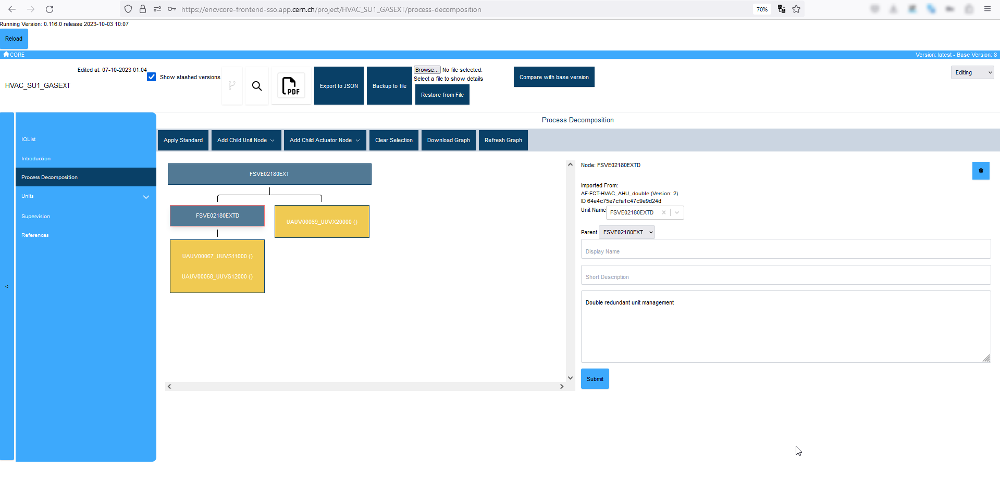 https://encvcore-frontend-sso.app.cern.ch/project/HVAC_SU1_GASEXT/process-decomposition
70%
Running Version: 0.116.0 release 2023-10-03 10:07
Reload
CORE
Version: latest - Base Version: 8
HVAC_SU1_GASEXT
Edited at: 07-10-2023 01:04
Show stashed versions
PDF
Export to JSON
Backup to file
Browse... No file selected.
Select a file to show details
Restore from File
Compare with base version
Editing
<
IOList
Introduction
Process Decomposition
Units
Supervision
References
Process Decomposition
Apply Standard
Add Child Unit Node
Add Child Actuator Node
Clear Selection
Download Graph
Refresh Graph
FSVE02180EXT
FSVE02180EXTD
UAUV00069_UUVX20000 ()
UAUV00067_UUVS11000 ()
UAUV00068_UUVS12000 ()
Node: FSVE02180EXTD
Imported From:
AF-FCT-HVAC_AHU_double (Version: 2)
ID 64e4c75e7cfa1c47c9e9d24d
Unit Name FSVE02180EXTD
Parent FSVE02180EXT
Display Name
Short Description
Double redundant unit management
Submit